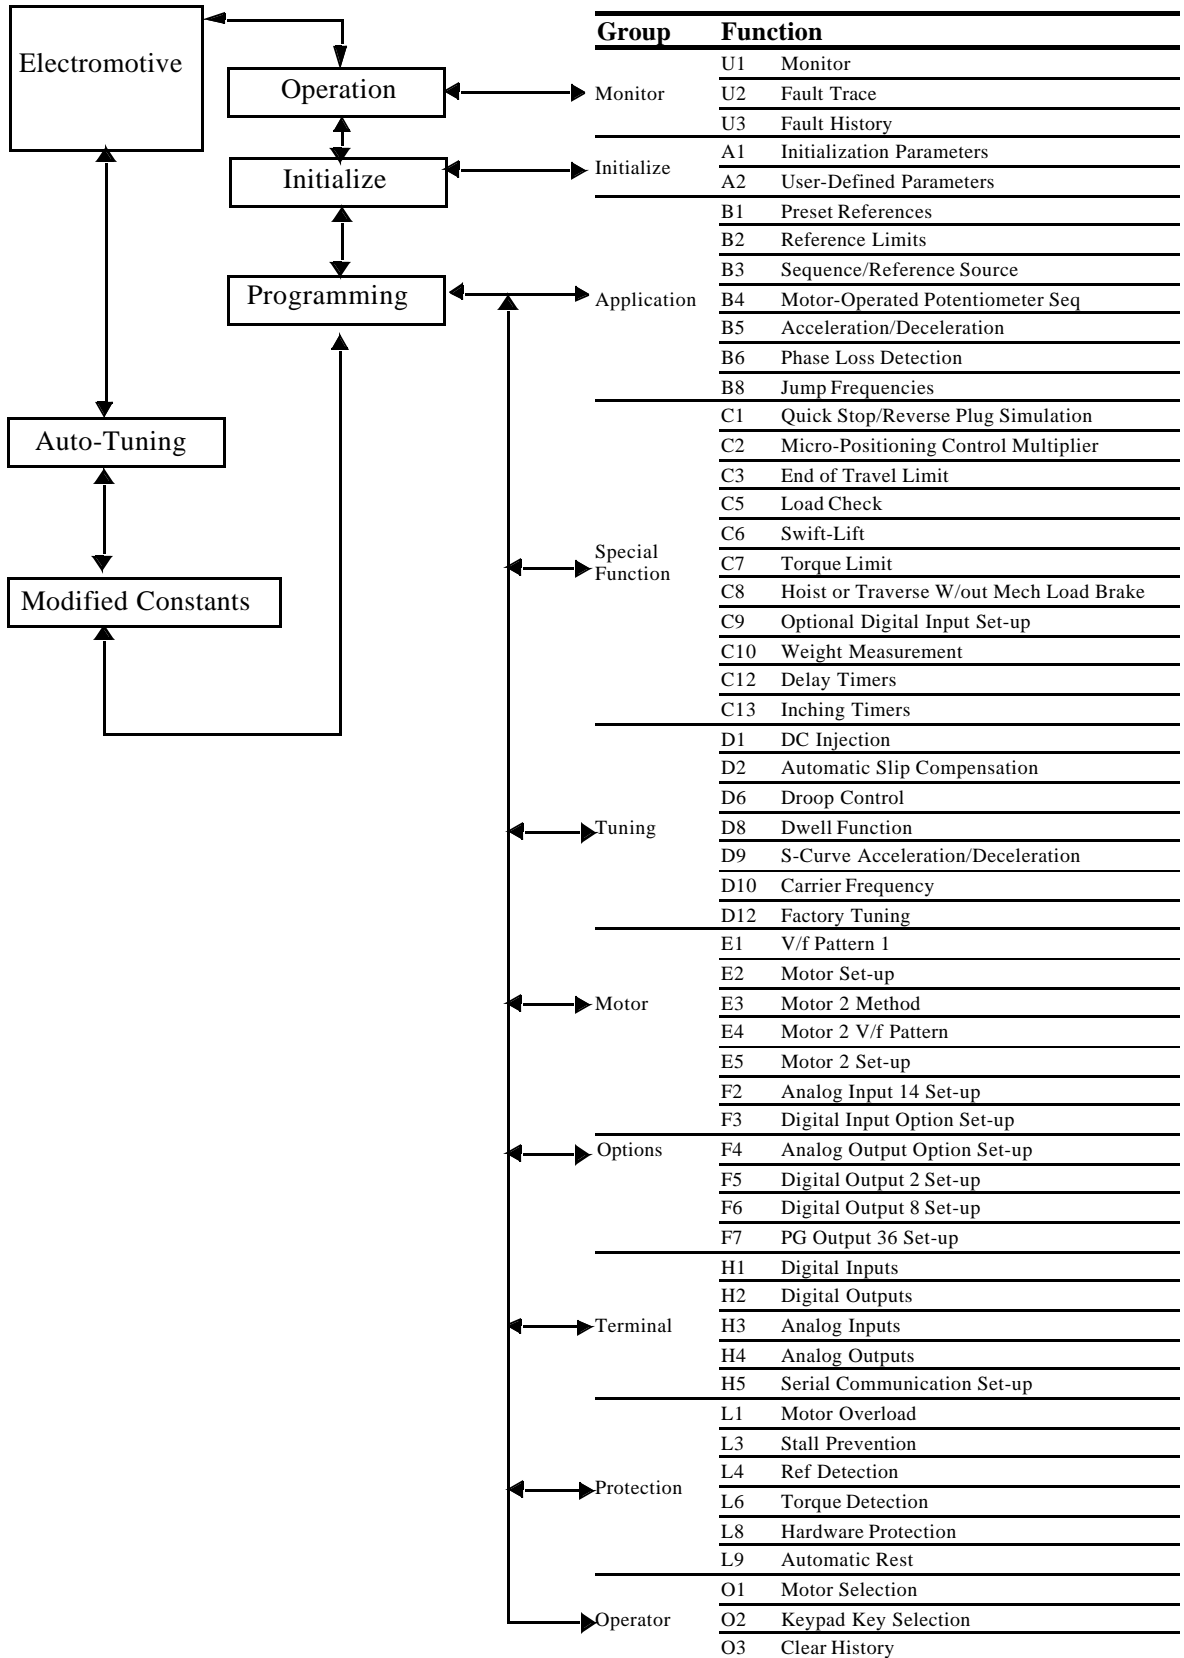 Electromotive
Operation
Initialize
Programming
Auto-Tuning
Modified Constants
Group Function
Monitor
U1 Monitor
U2 Fault Trace
U3 Fault History
Initialize
A1 Initialization Parameters
A2 User-Defined Parameters
Application
B1 Preset References
B2 Reference Limits
B3 Sequence/Reference Source
B4 Motor-Operated Potentiometer Seq
B5 Acceleration/Deceleration
B6 Phase Loss Detection
B8 Jump Frequencies
Special
Function
C1 Quick Stop/Reverse Plug Simulation
C2 Micro-Positioning Control Multiplier
C3 End of Travel Limit
C5 Load Check
C6 Swift-Lift
C7 Torque Limit
C8 Hoist or Traverse W/out Mech Load Brake
C9 Optional Digital Input Set-up
C10 Weight Measurement
C12 Delay Timers
C13 Inching Timers
Tuning
D1 DC Injection
D2 Automatic Slip Compensation
D6 Droop Control
D8 Dwell Function
D9 S-Curve Acceleration/Deceleration
D10 Carrier Frequency
D12 Factory Tuning
Motor
E1 V/f Pattern 1
E2 Motor Set-up
E3 Motor 2 Method
E4 Motor 2 V/f Pattern
E5 Motor 2 Set-up
F2 Analog Input 14 Set-up
F3 Digital Input Option Set-up
Options
F4 Analog Output Option Set-up
F5 Digital Output 2 Set-up
F6 Digital Output 8 Set-up
F7 PG Output 36 Set-up
Terminal
H1 Digital Inputs
H2 Digital Outputs
H3 Analog Inputs
H4 Analog Outputs
H5 Serial Communication Set-up
Protection
L1 Motor Overload
L3 Stall Prevention
L4 Ref Detection
L6 Torque Detection
L8 Hardware Protection
L9 Automatic Rest
Operator
O1 Motor Selection
O2 Keypad Key Selection
O3 Clear History